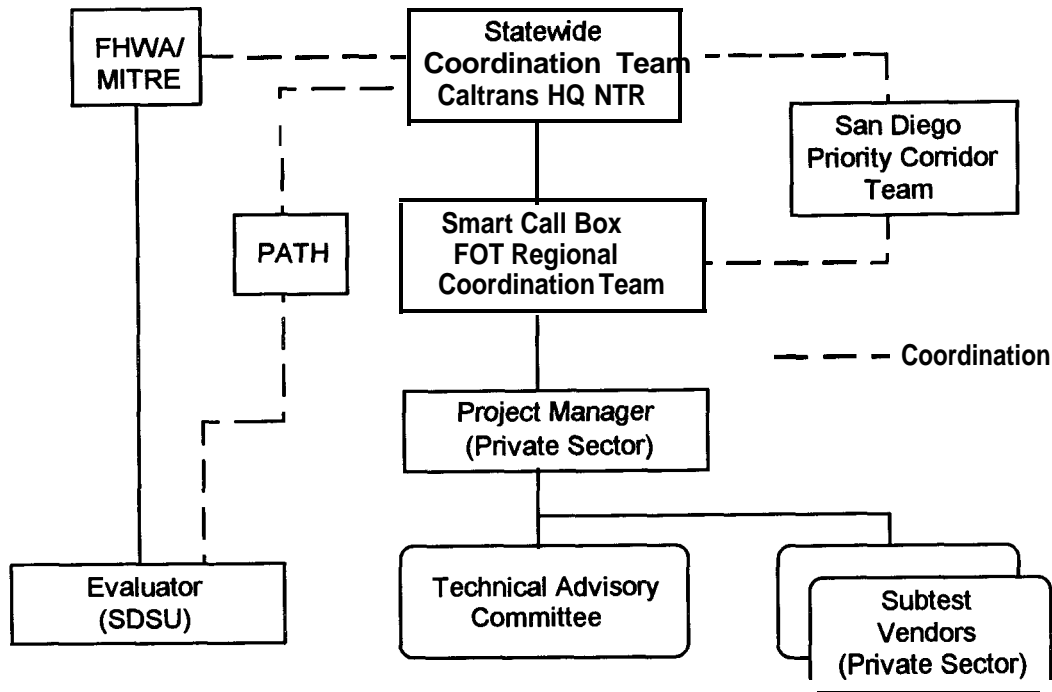 FHWA/
MITRE
Statewide
Coordination Team
Caltrans HQ NTR
San Diego
Priority Corridor
Team
PATH
Smart Call Box
FOT Regional
Coordination Team
Coordination
Project Manager
(Private Sector)
Evaluator
(SDSU)
Technical Advisory
Committee
Subtest
Vendors
(Private Sector)